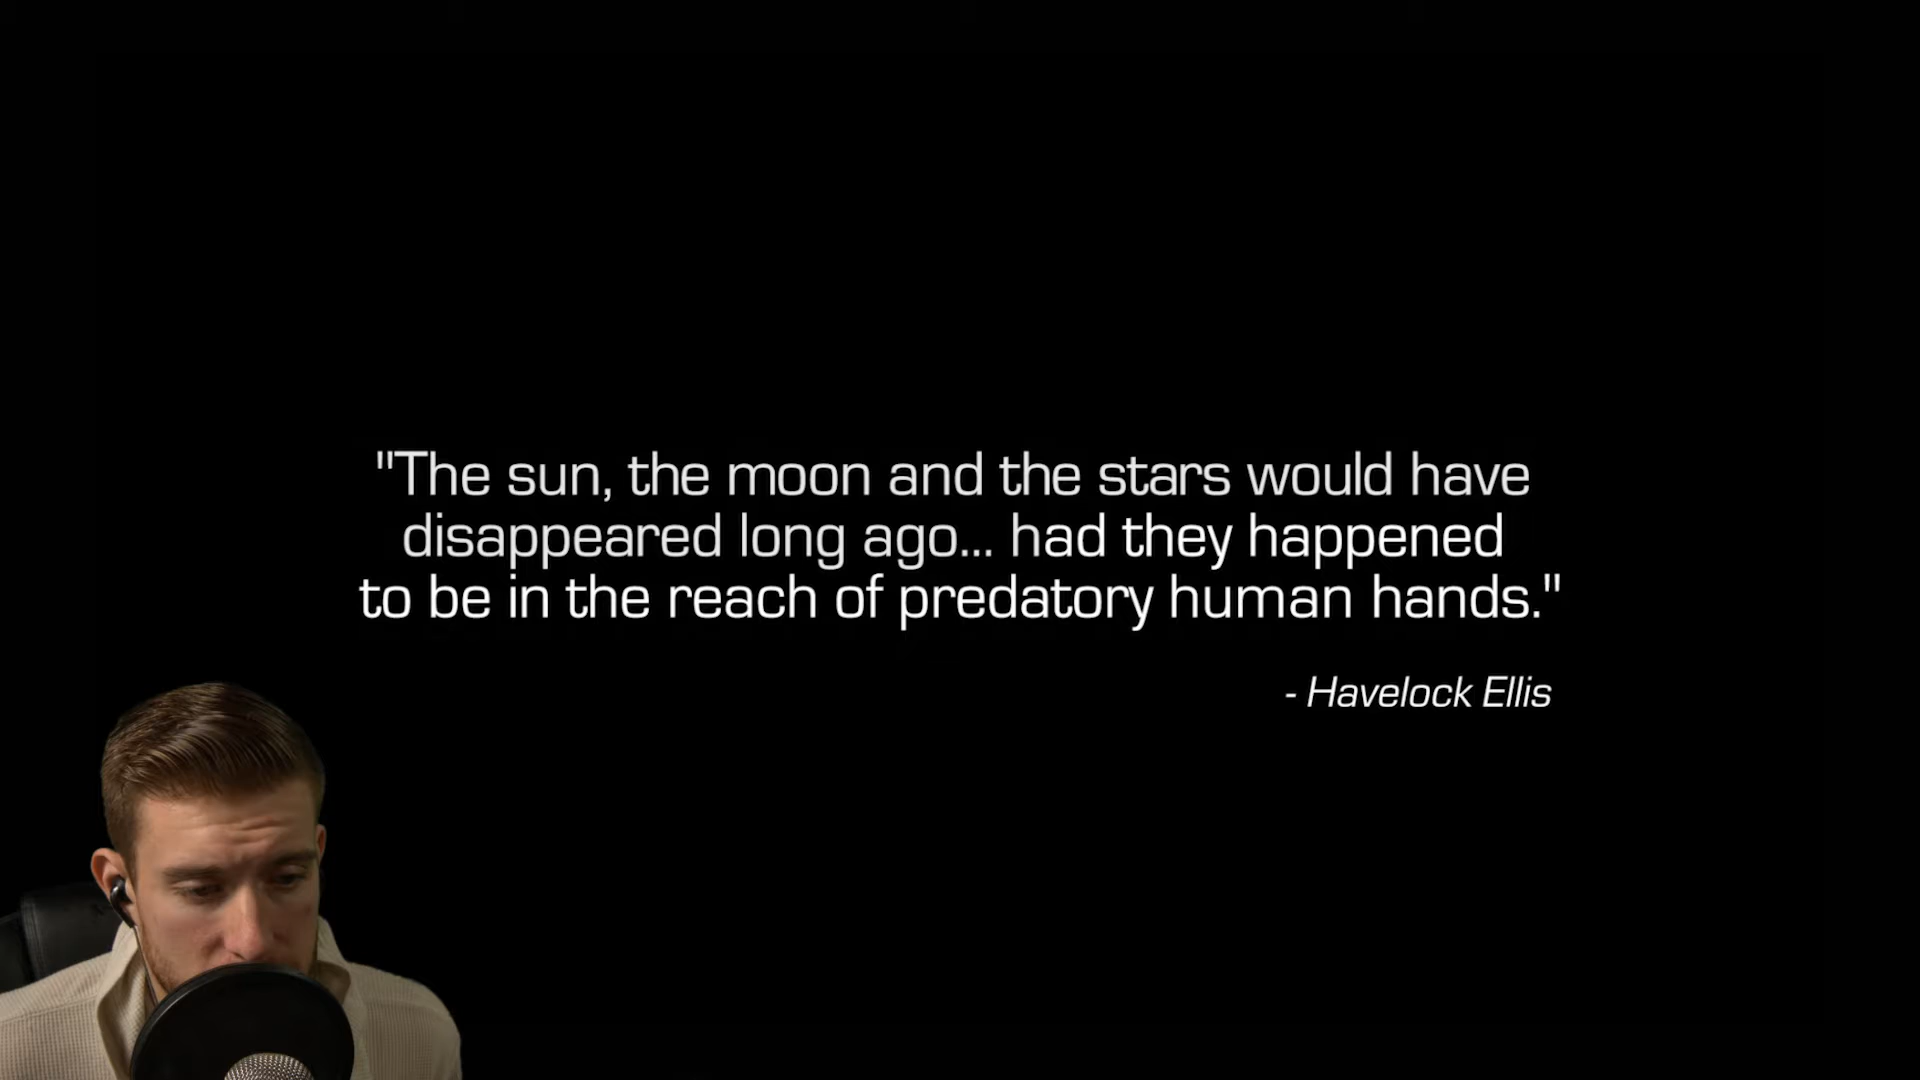 "The sun, the moon and the stars would have
disappeared long ago... had they happened
to be in the reach of predatory human hands."
- Havelock Ellis